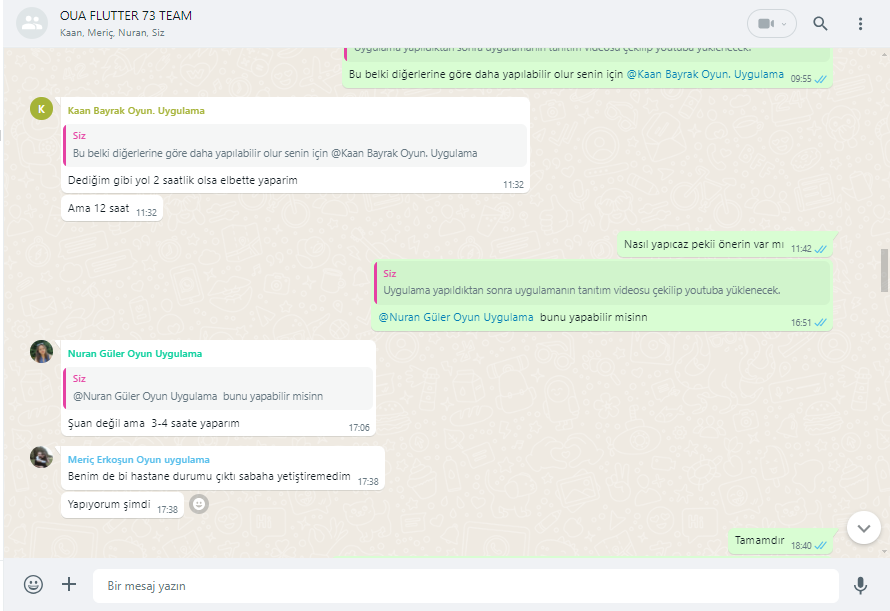 OUA FLUTTER 73 TEAM
Kaan, Meriç, Nuran, Siz
Uygulama yapıldıktan sonra uygulamanın tanıtım videosu çekilip youtube yüklenecek.
Bu belki diğerlerine göre daha yapılabilir olur senin için @Kaan Bayrak Oyun. Uygulama 09:55
K
Kaan Bayrak Oyun. Uygulama
Siz
Bu belki diğerlerine göre daha yapılabilir olur senin için @Kaan Bayrak Oyun. Uygulama
Dediğim gibi yol 2 saatlik olsa elbette yaparim
11:32
Ama 12 saat 11:32
Nasıl yapıcaz pekii önerin var mı 11:42
Siz
Uygulama yapıldıktan sonra uygulamanın tanıtım videosu çekilip youtube yüklenecek.
@Nuran Güler Oyun Uygulama bunu yapabilir misinn
16:51
Nuran Güler Oyun Uygulama
Siz
@Nuran Güler Oyun Uygulama bunu yapabilir misinn
Şuan değil ama 3-4 saate yaparım
17:06
Meriç Erkoşun Oyun uygulama
Benim de bi hastane durumu çıktı sabaha yetiştiremedim 17:38
Yapıyorum şimdi 17:38
Tamamdır 18:40
Bir mesaj yazın